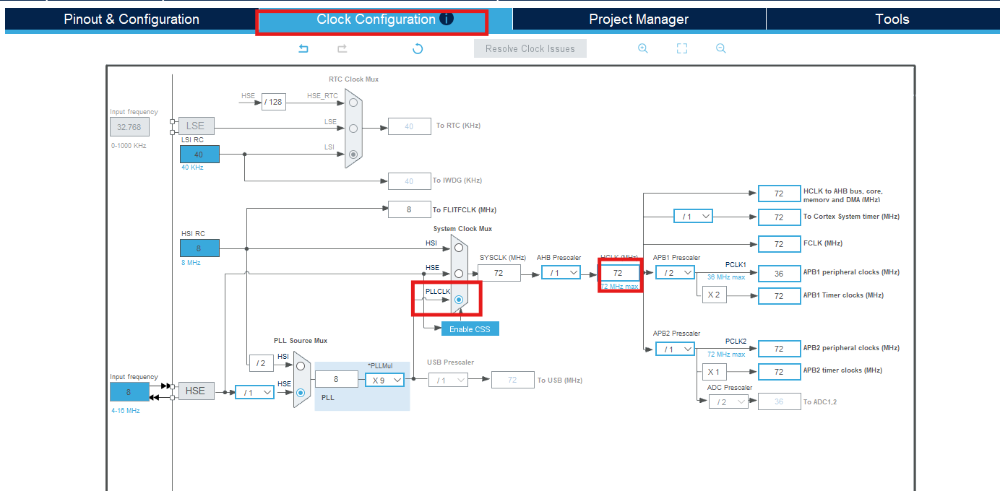 Pinout & Configuration
Clock Configuration
i
Project Manager
Tools
Resolve Clock Issues
RTC Clock Mux
HSE
/ 128
HSE_RTC
Input frequency
32.768
0-1000 KHz
LSE
LSE
40
To RTC (KHz)
LSI RC
40
40 KHz
LSI
40
To IWDG (KHz)
8
To FLITFCLK (MHz)
System Clock Mux
HSI RC
8
8 MHz
HSI
HSE
PLLCLK
Enable CSS
SYSCLK (MHz)
72
AHB Prescaler
/ 1
HCLK (MHz)
72
72 MHz max
72
HCLK to AHB bus, core,
memory and DMA (MHz)
/ 1
72
To Cortex System timer (MHz)
72
FCLK (MHz)
APB1 Prescaler
/ 2
PCLK1
36 MHz max
36
APB1 peripheral clocks (MHz)
X 2
72
APB1 Timer clocks (MHz)
APB2 Prescaler
/ 1
PCLK2
72 MHz max
72
APB2 peripheral clocks (MHz)
X 1
72
APB2 timer clocks (MHz)
ADC Prescaler
/ 2
36
To ADC1,2
PLL Source Mux
/ 2
HSI
HSE
8
*PLLMul
X 9
PLL
USB Prescaler
/ 1
72
To USB (MHz)
Input frequency
8
4-16 MHz
HSE
/ 1